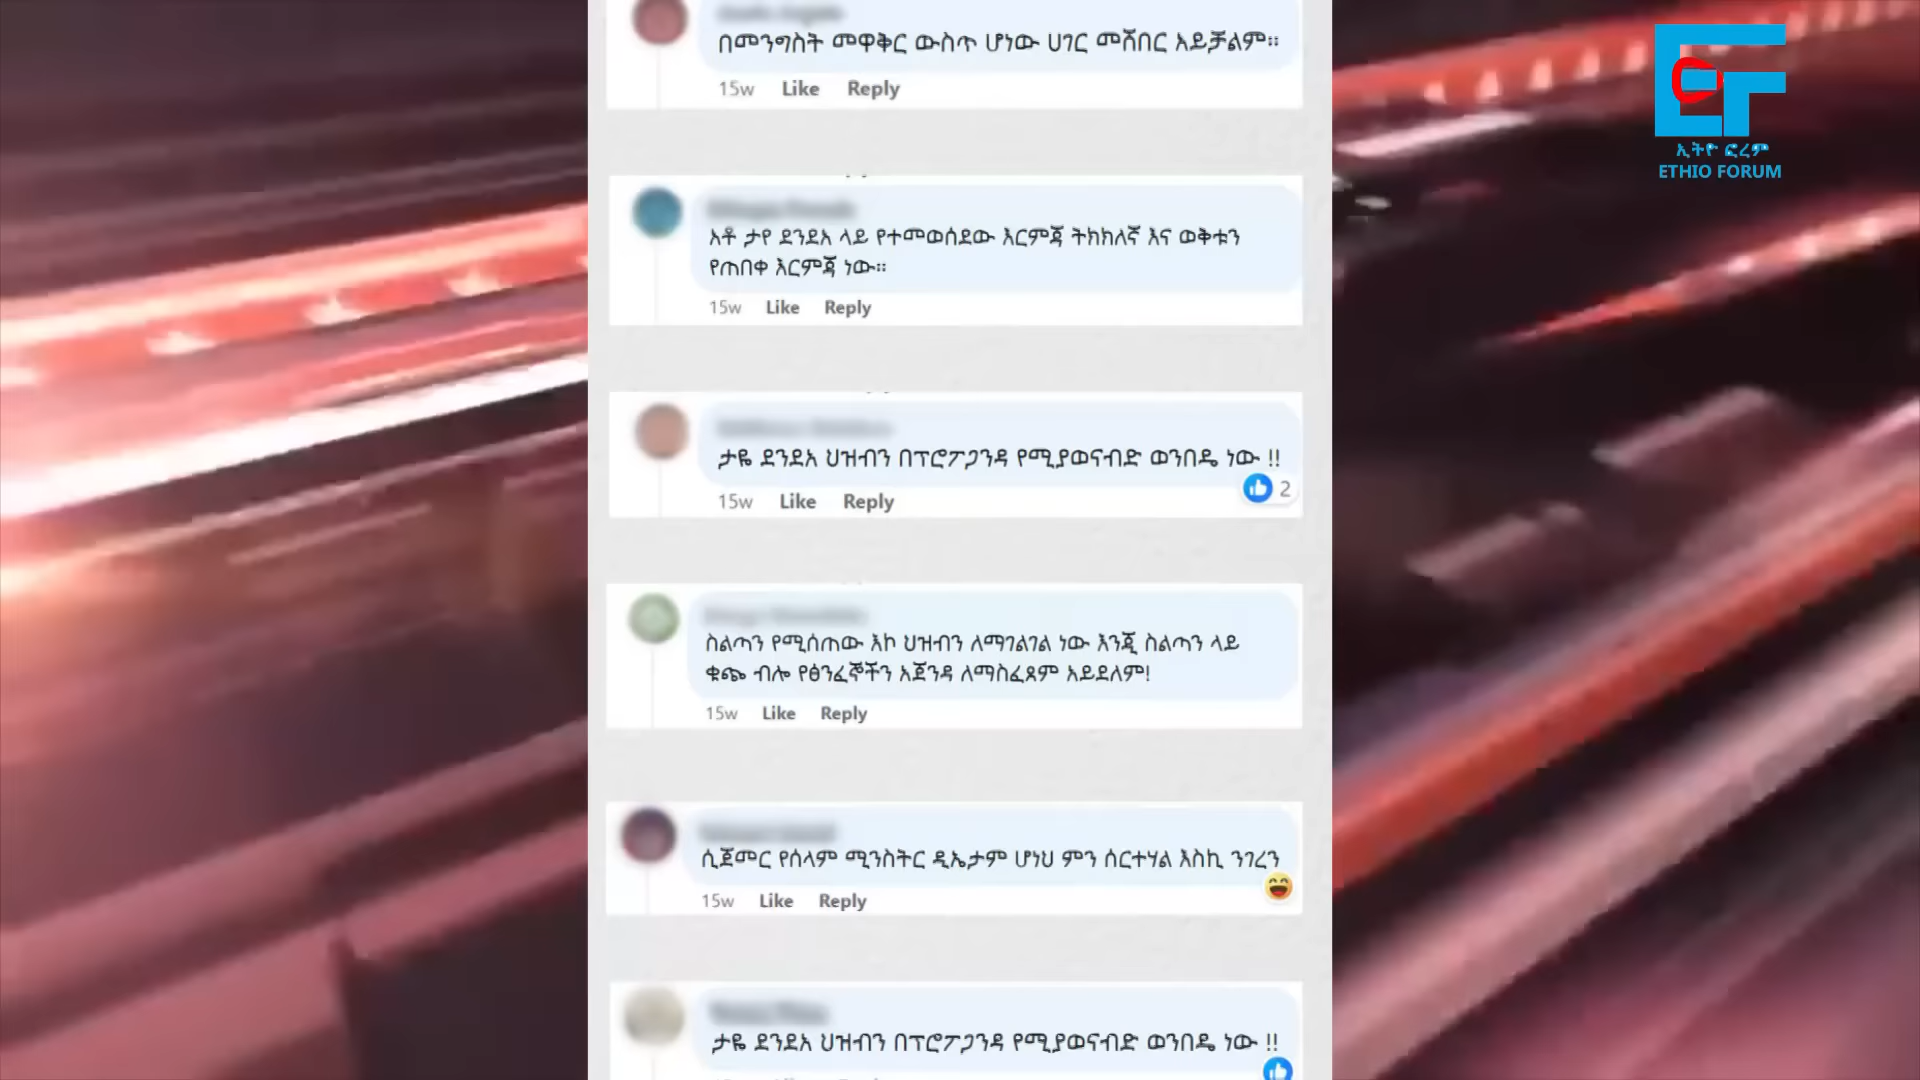 በመንግስት መዋቅር ውስጥ ሆነው ሀገር መሸበር አይቻልም።
15w Like Reply
ኢትዮ ፎረም
ETHIO FORUM
አቶ ታየ ደንደአ ላይ የተመወሰደው እርምጃ ትክክለኛ እና ወቅቱን
የጠበቀ እርምጃ ነው።
15w Like Reply
ታዬ ደንደአ ህዝብን በፕሮፖጋንዳ የሚያወናብድ ወንበዴ ነው !!
2
15w Like Reply
ስልጣን የሚሰጠው እኮ ህዝብን ለማገልገል ነው እንጂ ስልጣን ላይ
ቁጭ ብሎ የፅንፈኞችን አጀንዳ ለማስፈጸም አይደለም!
15w Like Reply
ሲጀመር የሰላም ሚንስትር ዲኤታም ሆነህ ምን ሰርተሃል እስኪ ንገረን
15w Like Reply
ታዬ ደንደአ ህዝብን በፕሮፖጋንዳ የሚያወናብድ ወንበዴ ነው !!